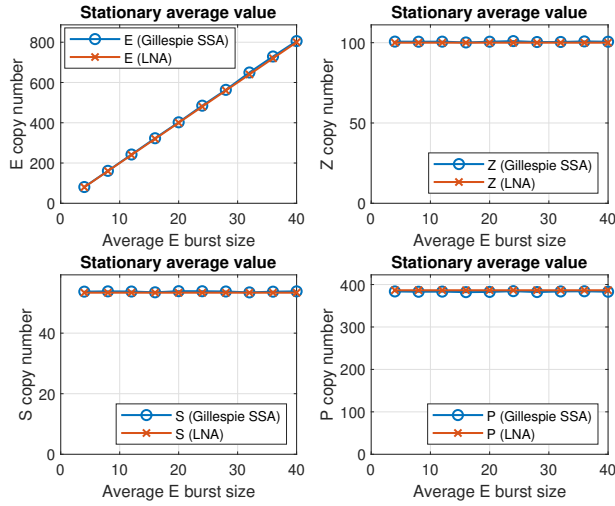 Stationary average value
800
600
400
200
0
E copy number
E (Gillespie SSA)
E (LNA)
0
10
20
30
40
Average E burst size
Stationary average value
100
50
0
Z copy number
Z (Gillespie SSA)
Z (LNA)
0
10
20
30
40
Average E burst size
Stationary average value
40
0
S copy number
S (Gillespie SSA)
S (LNA)
0
10
20
30
40
Average E burst size
Stationary average value
400
300
0
P copy number
P (Gillespie SSA)
P (LNA)
0
10
20
30
40
Average E burst size